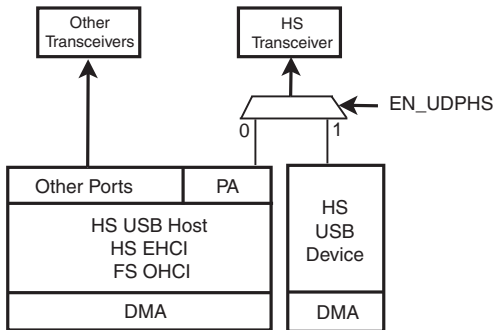 Other
Transceivers
HS
Transceiver
EN_UDPHS
0
1
Other Ports
PA
HS USB Host
HS EHCI
FS OHCI
DMA
HS
USB
Device
DMA